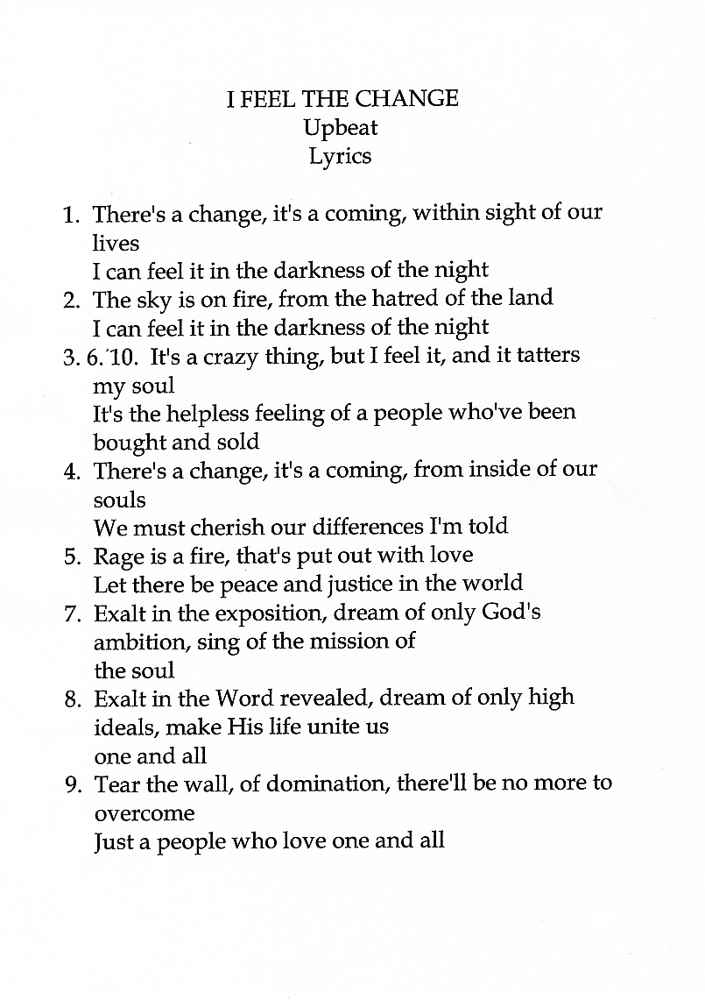 I FEEL THE CHANGE
Upbeat
Lyrics
1. There's a change, it's a coming, within sight of our
lives
I can feel it in the darkness of the night
2. The sky is on fire, from the hatred of the land
I can feel it in the darkness of the night
3. 6. 10. It's a crazy thing, but I feel it, and it tatters
my soul
It's the helpless feeling of a people who've been
bought and sold
4. There's a change, it's a coming, from inside of our
souls
We must cherish our differences I'm told
5. Rage is a fire, that's put out with love
Let there be peace and justice in the world
7. Exalt in the exposition, dream of only God's
ambition, sing of the mission of
the soul
8. Exalt in the Word revealed, dream of only high
ideals, make His life unite us
one and all
9. Tear the wall, of domination, there'll be no more to
overcome
Just a people who love one and all